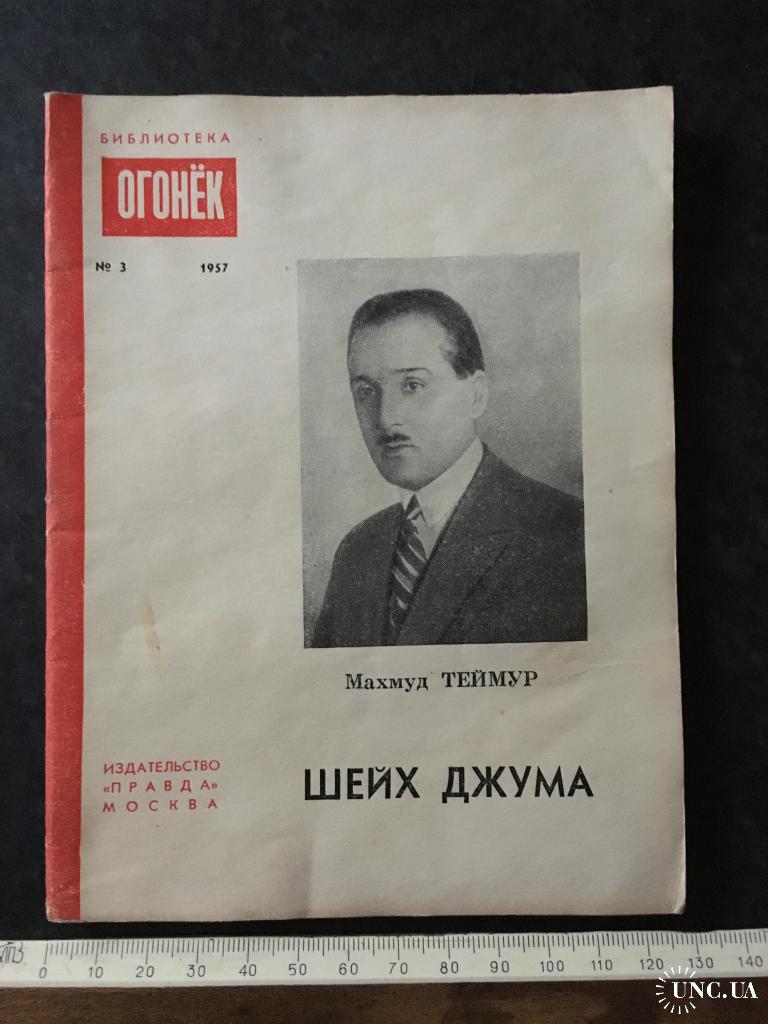 БИБЛИОТЕКА
ОГОНЁК
№ 3 1957
Махмуд ТЕЙМУР
ШЕЙХ ДЖУМА
ИЗДАТЕЛЬСТВО
«ПРАВДА»
МОСКВА
0 10 20 30 40 50 60 70 80 90 100 110 120 130 140
UNC.UA